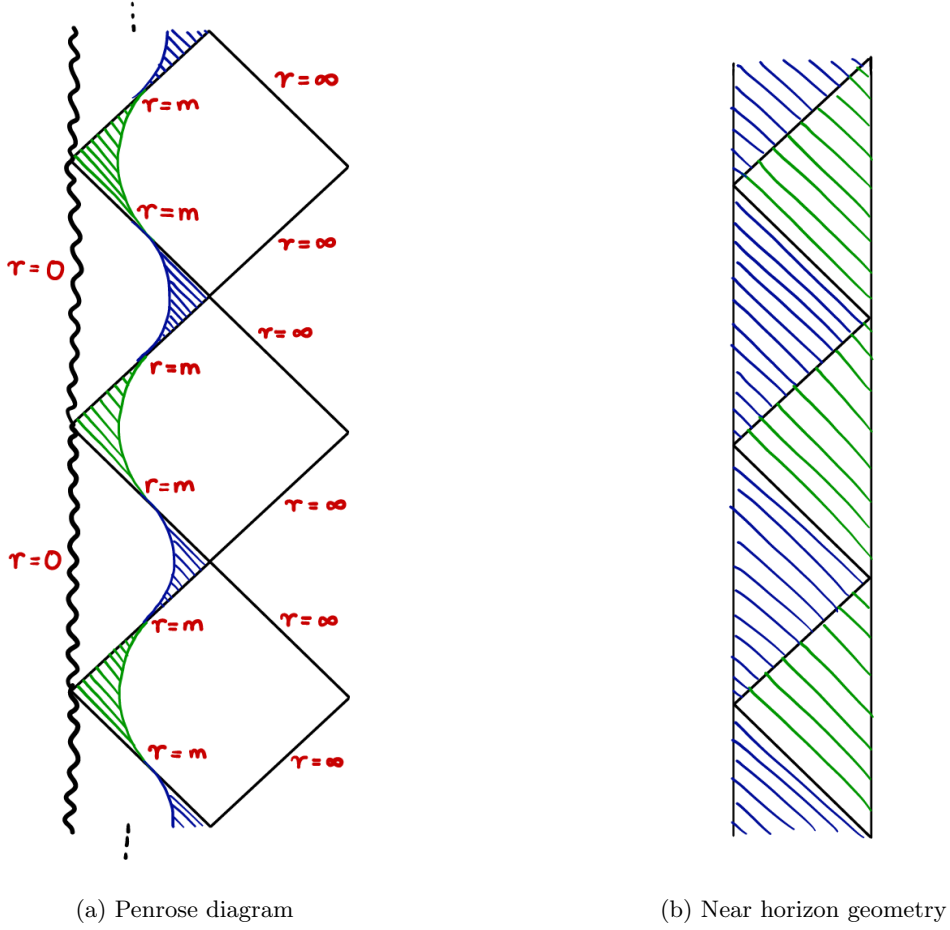 r=∞
r=m
r=m
r=∞
r=0
r=∞
r=m
r=m
r=∞
r=0
r=∞
r=m
r=m
r=∞
(a) Penrose diagram
(b) Near horizon geometry